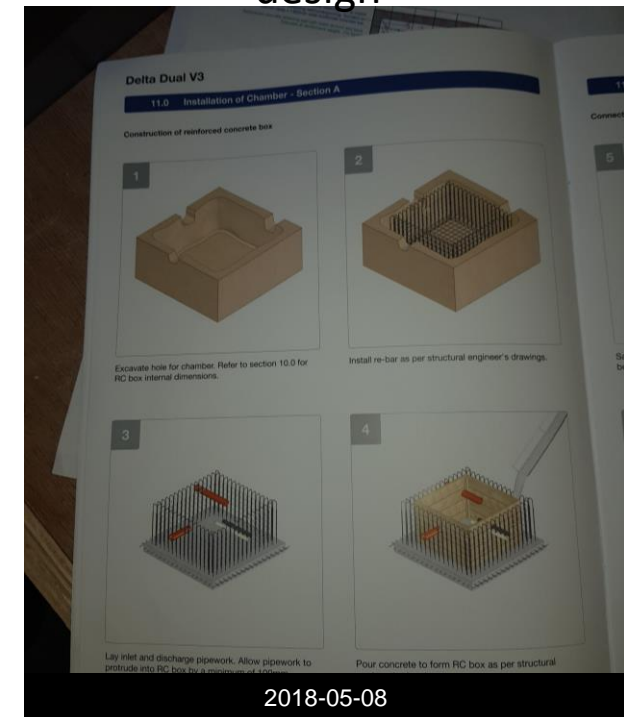 design
Delta Dual V3
11.0 Installation of Chamber - Section A
Construction of reinforced concrete box
1
2
Excavate hole for chamber. Refer to section 10.0 for
RC box internal dimensions.
Install re-bar as per structural engineer's drawings.
3
4
Lay inlet and discharge pipework. Allow pipework to
protrude into RC box by a minimum of 100mm
Pour concrete to form RC box as per structural
5
2018-05-08